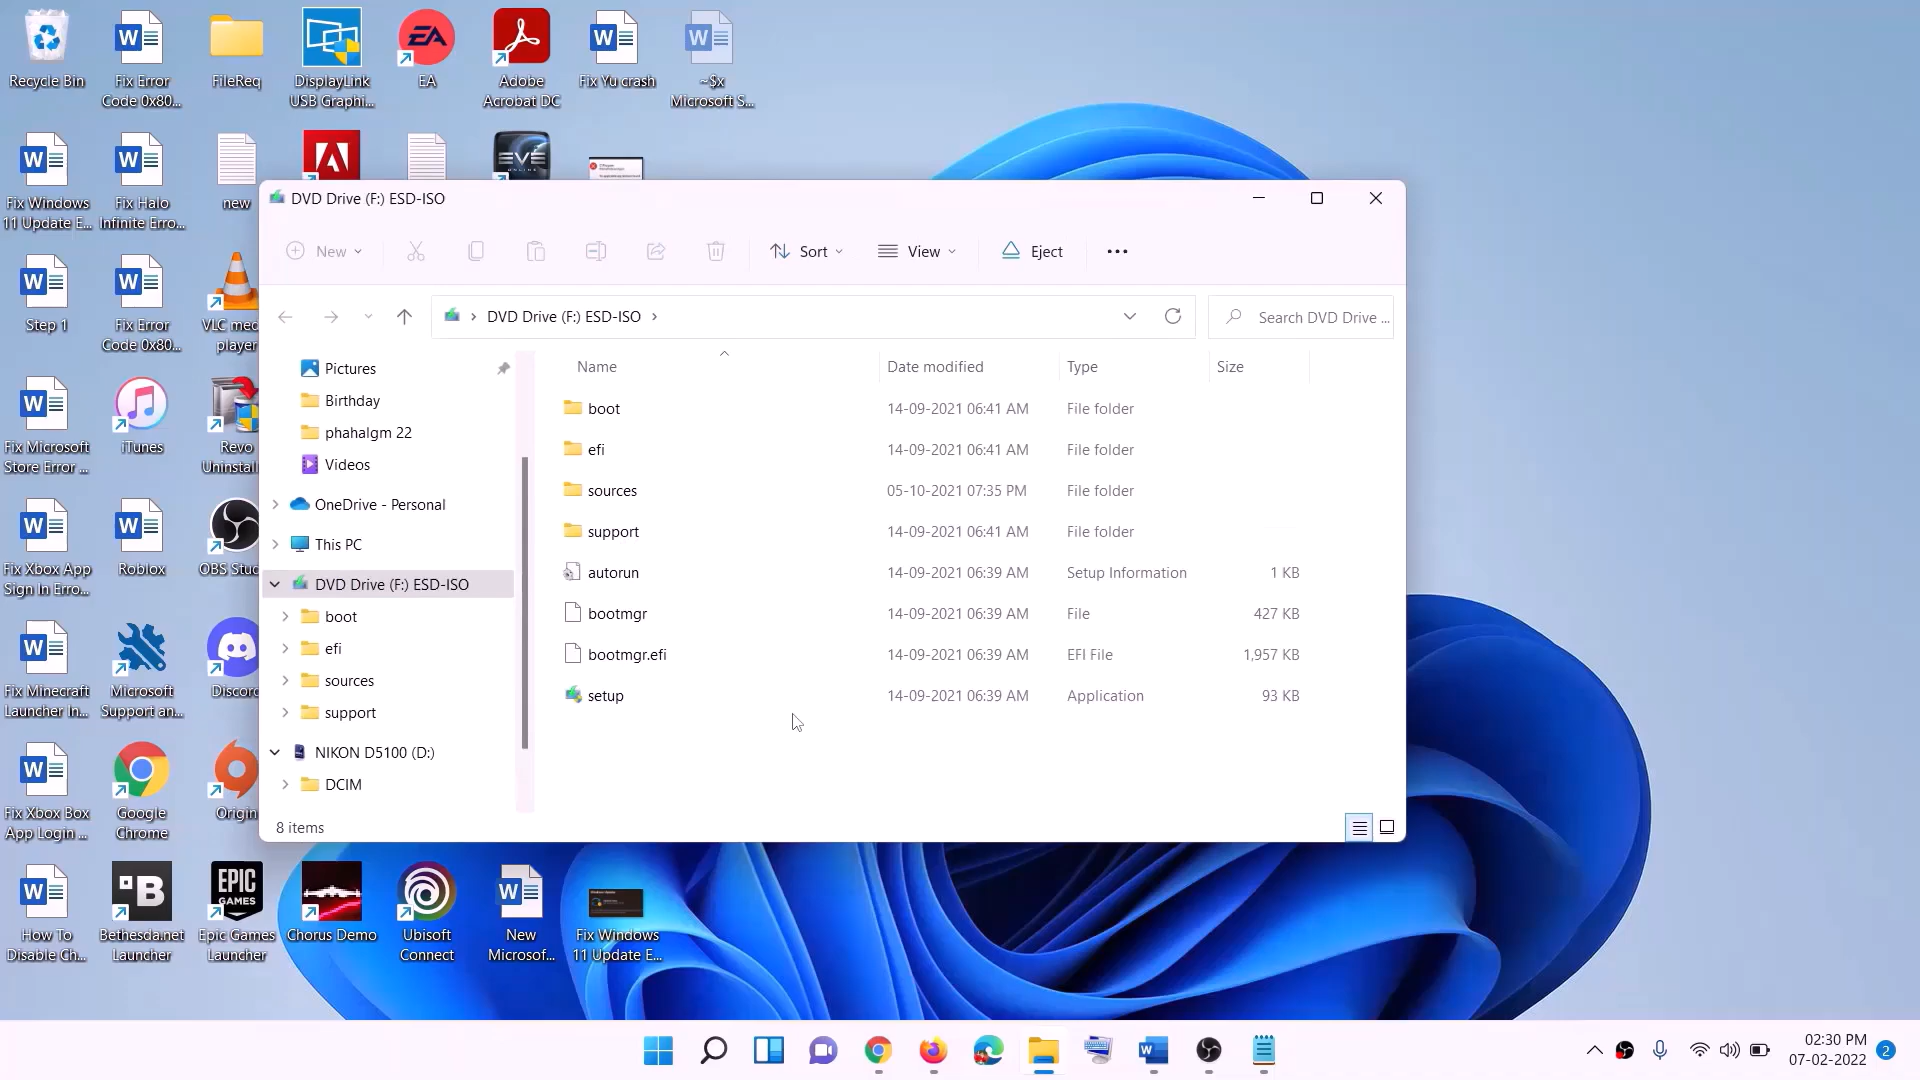 Recycle Bin
Fix Error
Code 0x80...
FileReq
DisplayLink
USB Graphi...
EA
EA
Adobe
Acrobat DC
Fix Yu crash
~$x
Microsoft S...
Fix Windows
11 Update E...
Fix Halo
Infinite Erro...
new
EVE
ONLINE
Step 1
Fix Error
Code 0x80...
VLC med
player
Fix Microsoft
Store Error ...
iTunes
Revo
Uninstall
Fix Xbox App
Sign In Erro...
Roblox
OBS Stud
Fix Minecraft
Launcher In...
Microsoft
Support an...
Discord
Fix Xbox Box
App Login ...
Google
Chrome
Origin
How To
Disable Ch...
Bethesda.net
Launcher
EPIC
GAMES
Epic Games
Launcher
Chorus Demo
Ubisoft
Connect
New
Microsof...
Fix Windows
11 Update E...
DVD Drive (F:) ESD-ISO
New
Sort
View
Eject
DVD Drive (F:) ESD-ISO
Search DVD Drive ...
Pictures
Birthday
phahalgm 22
Videos
OneDrive - Personal
This PC
DVD Drive (F:) ESD-ISO
boot
efi
sources
support
NIKON D5100 (D:)
DCIM
Name Date modified Type Size
boot 14-09-2021 06:41 AM File folder
efi 14-09-2021 06:41 AM File folder
sources 05-10-2021 07:35 PM File folder
support 14-09-2021 06:41 AM File folder
autorun 14-09-2021 06:39 AM Setup Information 1 KB
bootmgr 14-09-2021 06:39 AM File 427 KB
bootmgr.efi 14-09-2021 06:39 AM EFI File 1,957 KB
setup 14-09-2021 06:39 AM Application 93 KB
8 items
02:30 PM
07-02-2022
2